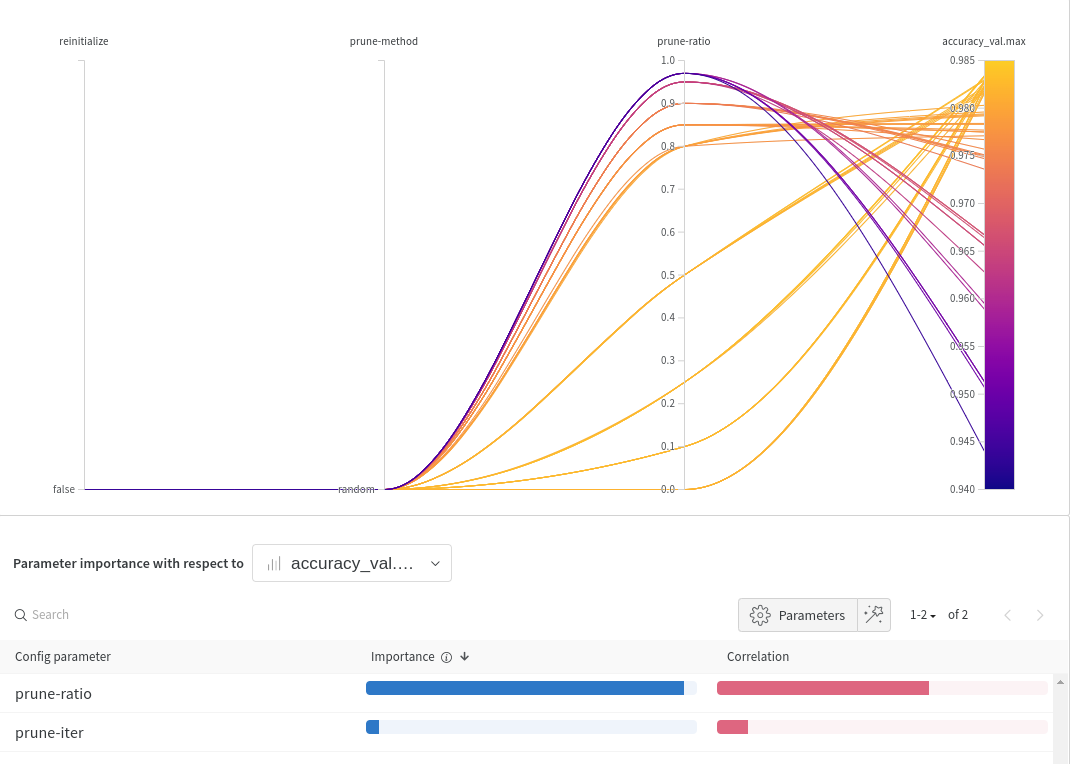 reinitialize
prune-method
prune-ratio
accuracy_val.max
1.0
0.9
0.8
0.7
0.6
0.5
0.4
0.3
0.2
0.1
0.0
0.985
0.980
0.975
0.970
0.965
0.960
0.955
0.950
0.945
0.940
false
random
Parameter importance with respect to
accuracy_val....
Search
Parameters
1-2 of 2
Config parameter
Importance
Correlation
prune-ratio
prune-iter